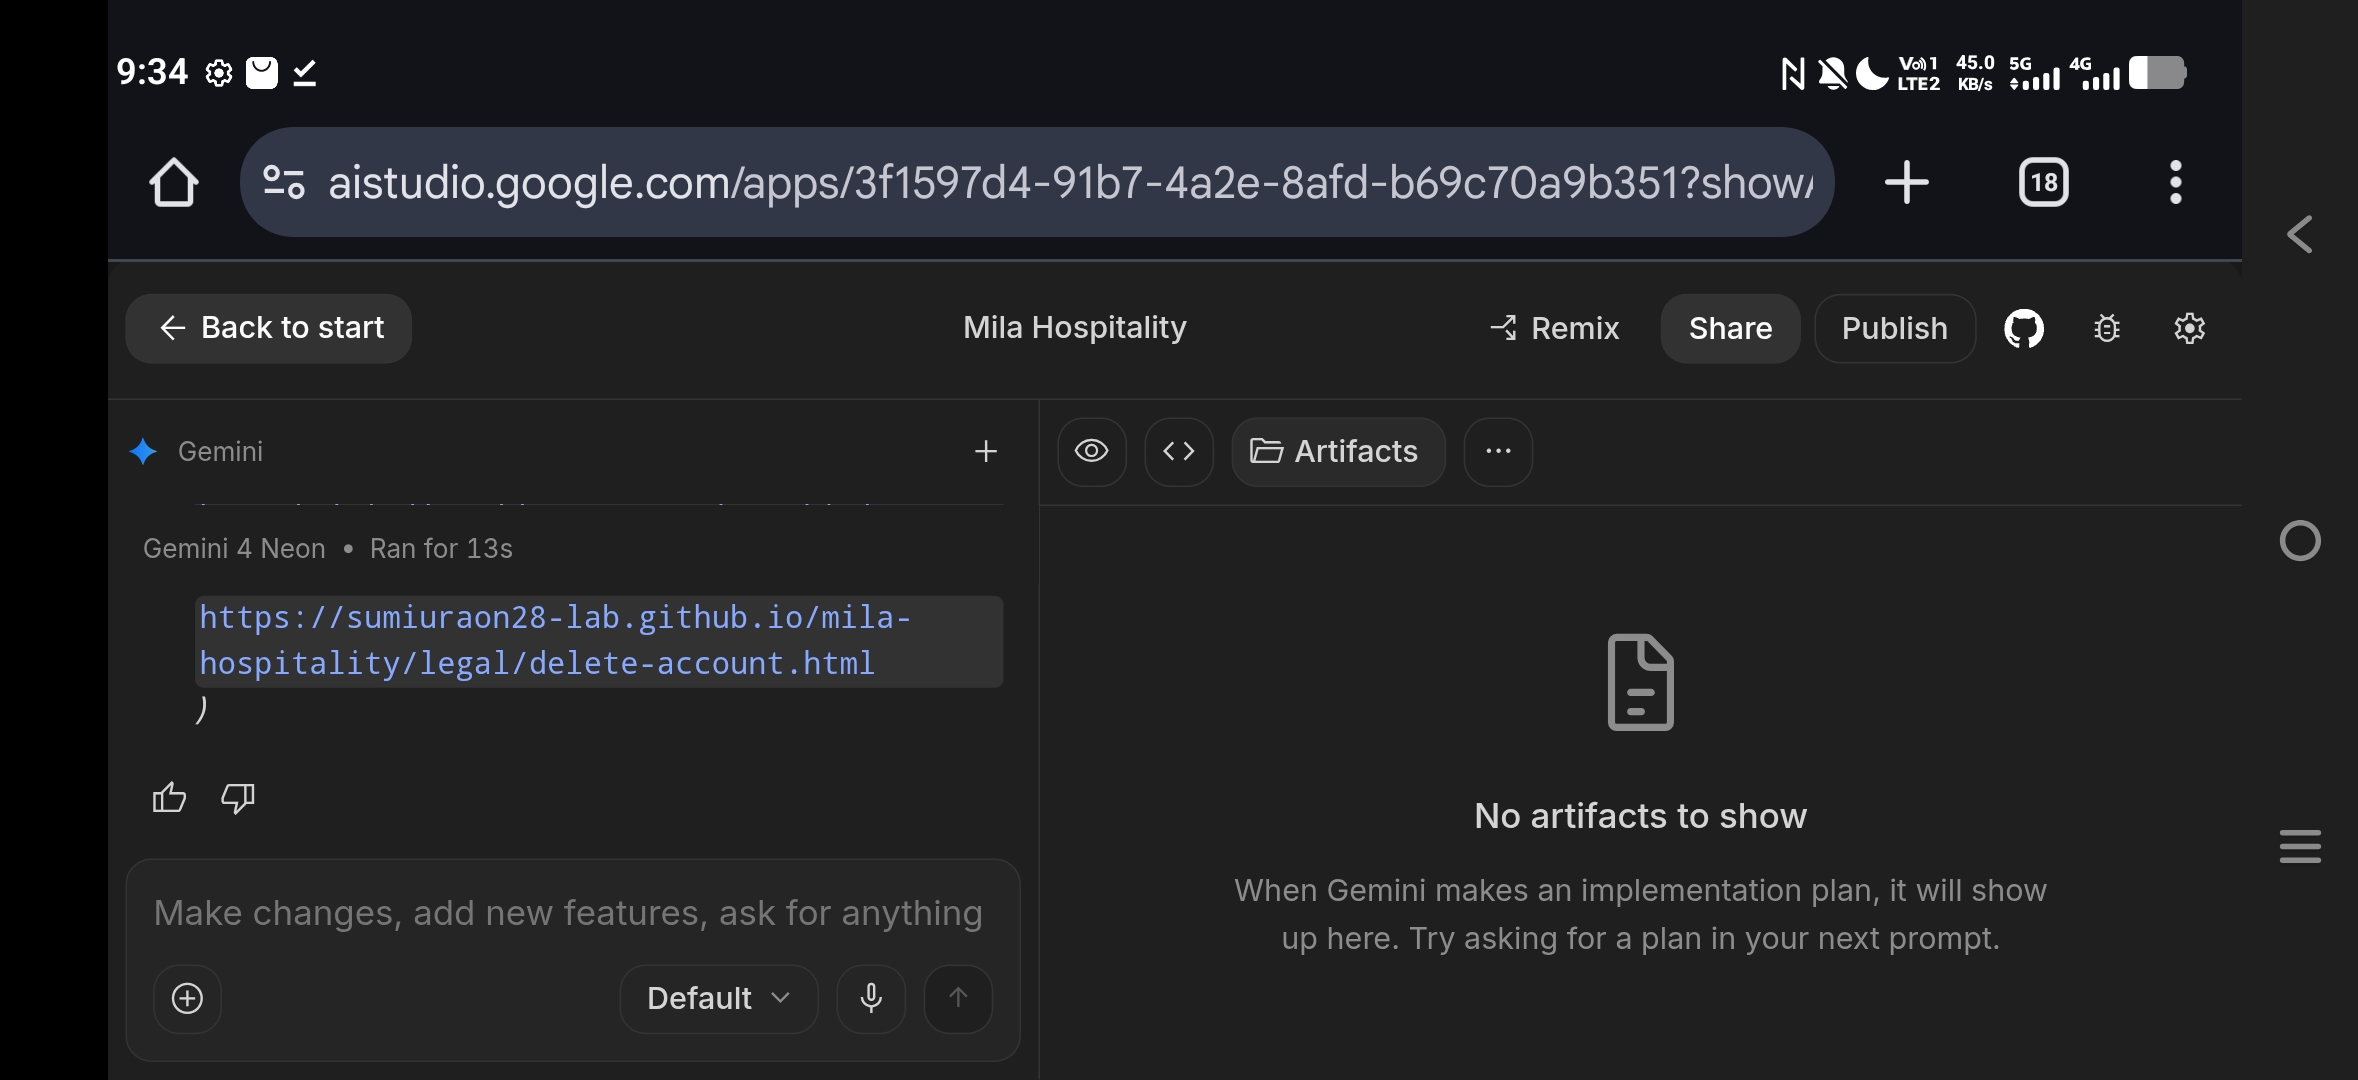 9:34
Vo)) 1
LTE 2
45.0
KB/s
5G
4G
aistudio.google.com/apps/3f1597d4-91b7-4a2e-8afd-b69c70a9b351?show
18
Back to start
Mila Hospitality
Remix
Share
Publish
Gemini
Artifacts
Gemini 4 Neon • Ran for 13s
https://sumiuraon28-lab.github.io/mila-
hospitality/legal/delete-account.html
)
No artifacts to show
When Gemini makes an implementation plan, it will show
up here. Try asking for a plan in your next prompt.
Make changes, add new features, ask for anything
Default